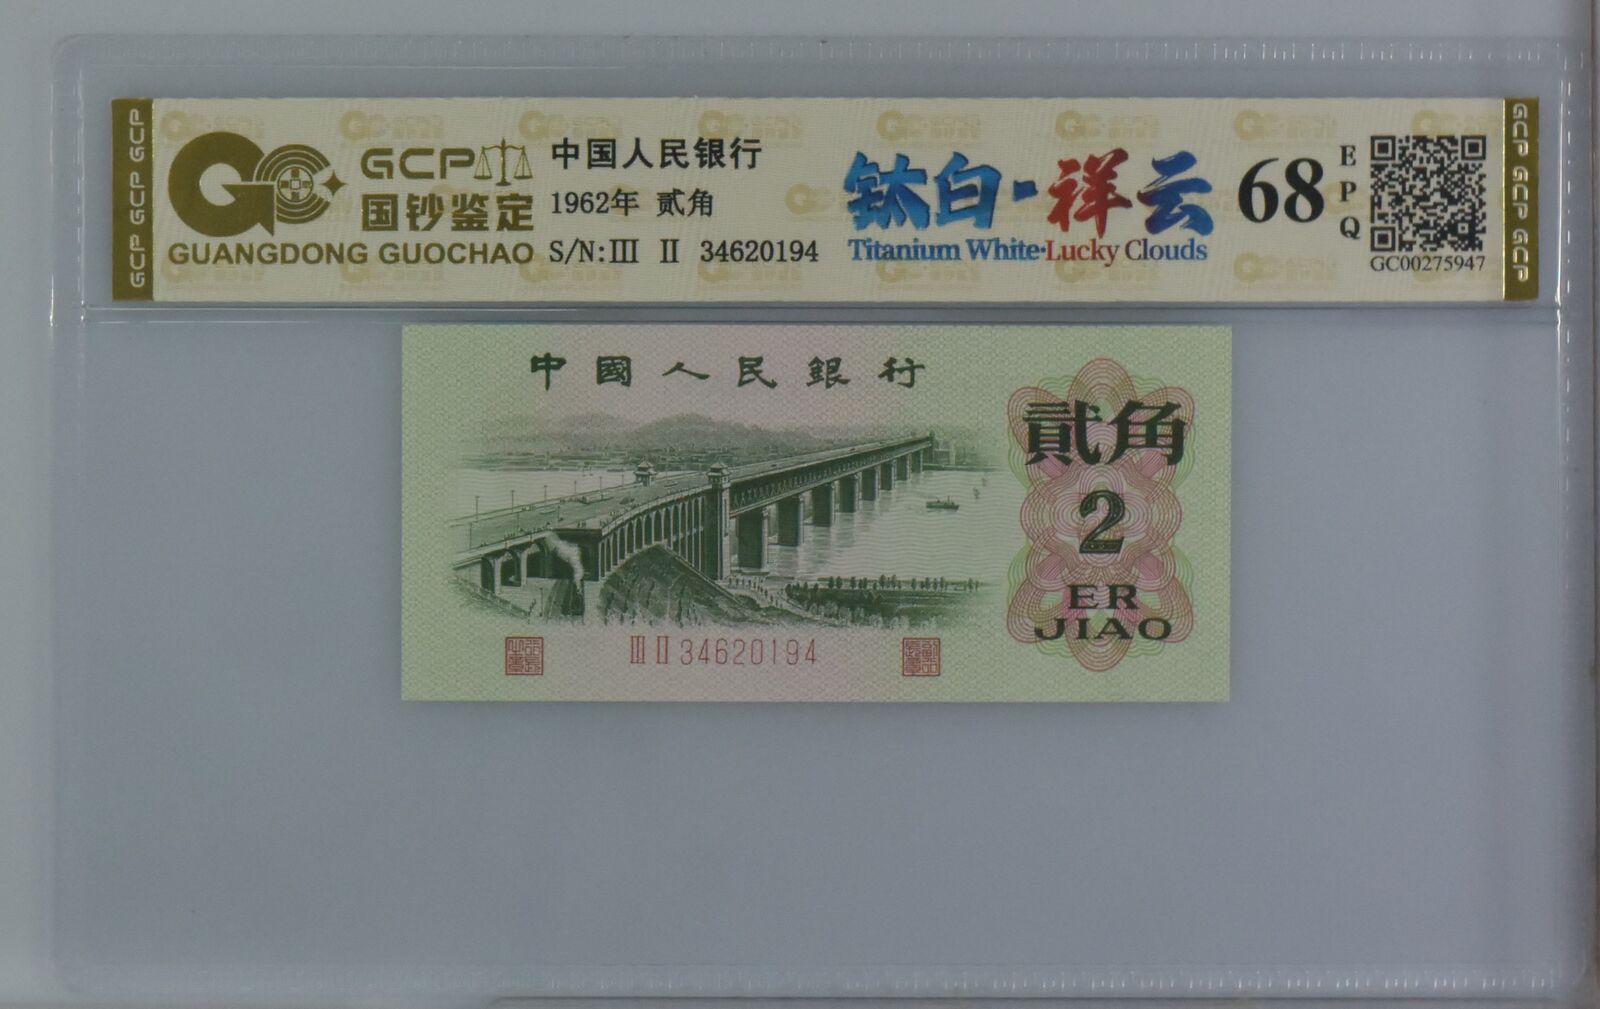 GCP GCP GCP
GCP
国钞鉴定
GUANGDONG GUOCHAO
中国人民银行
1962年 贰角
S/N:III II 34620194
钛白-祥云
Titanium White·Lucky Clouds
68
EPQ
GC00275947
GCP GCP GCP
中國人民銀行
貳角
2
ER
JIAO
III II 34620194